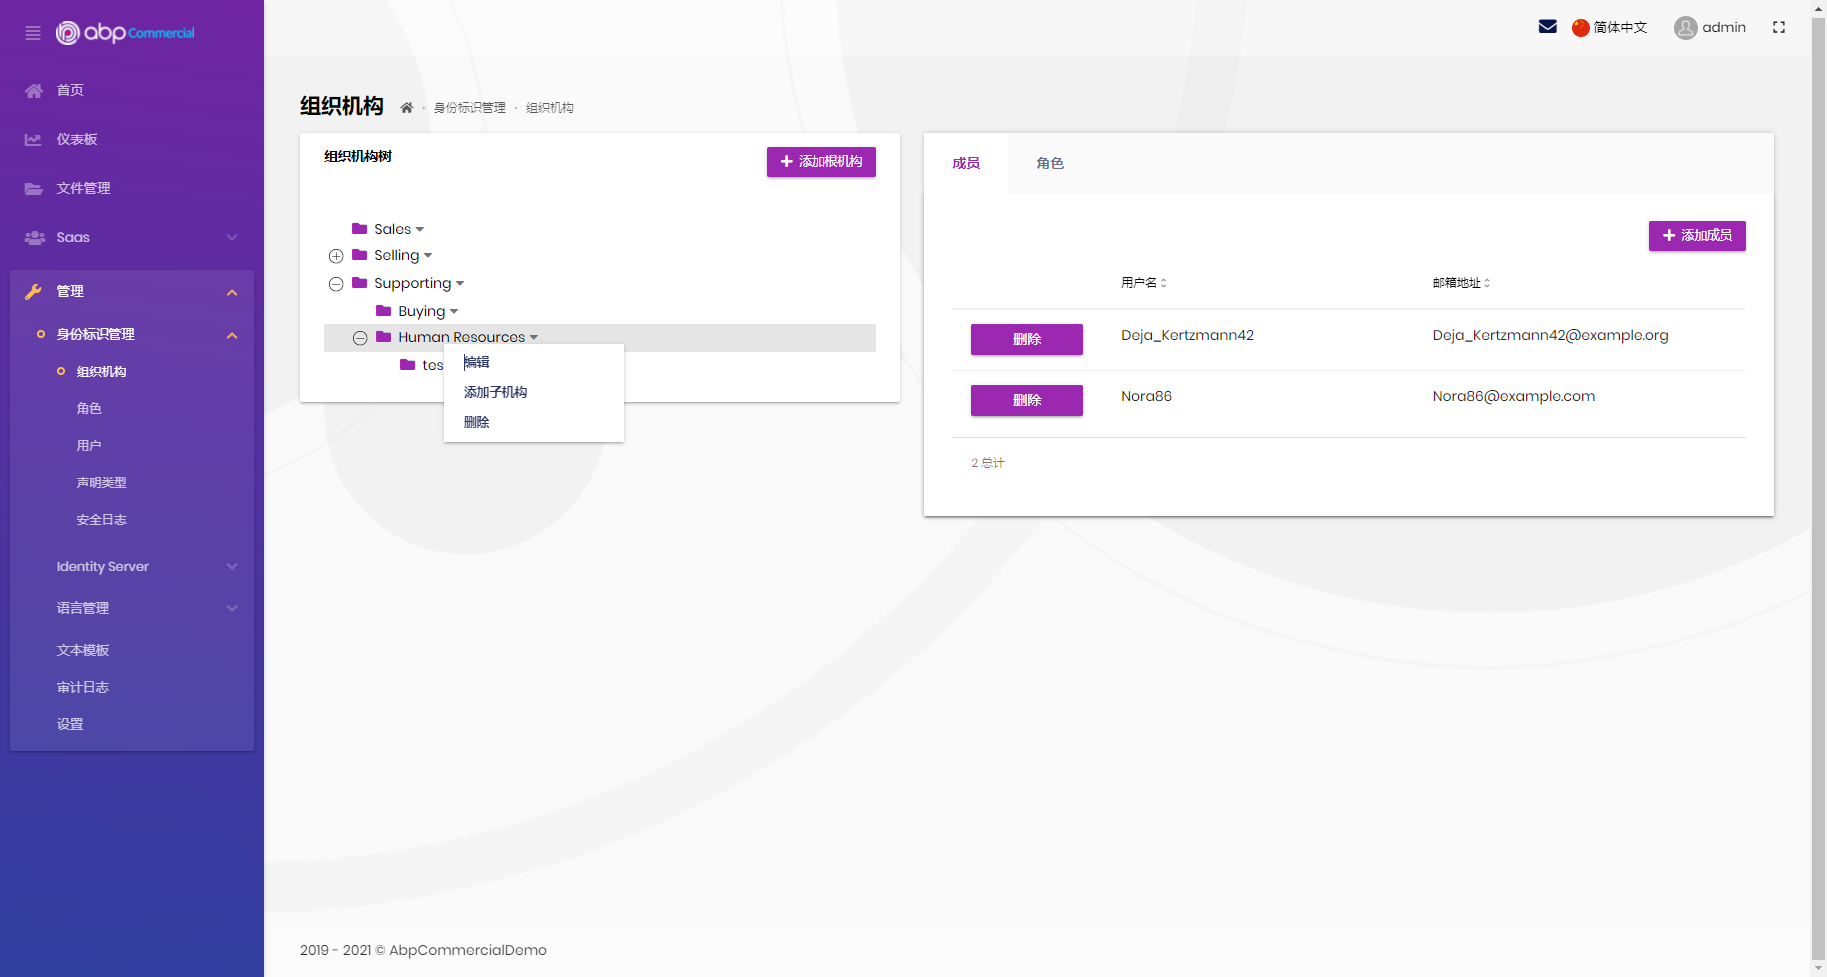 abp Commercial
首页
仪表板
文件管理
Saas
管理
身份标识管理
组织机构
角色
用户
声明类型
安全日志
Identity Server
语言管理
文本模板
审计日志
设置
简体中文
admin
组织机构
身份标识管理
组织机构
组织机构树
添加根机构
Sales
Selling
Supporting
Buying
Human Resources
tes
编辑
添加子机构
删除
成员
角色
添加成员
用户名
邮箱地址
删除
Deja_Kertzmann42
Deja_Kertzmann42@example.org
删除
Nora86
Nora86@example.com
2 总计
2019 - 2021 © AbpCommercialDemo